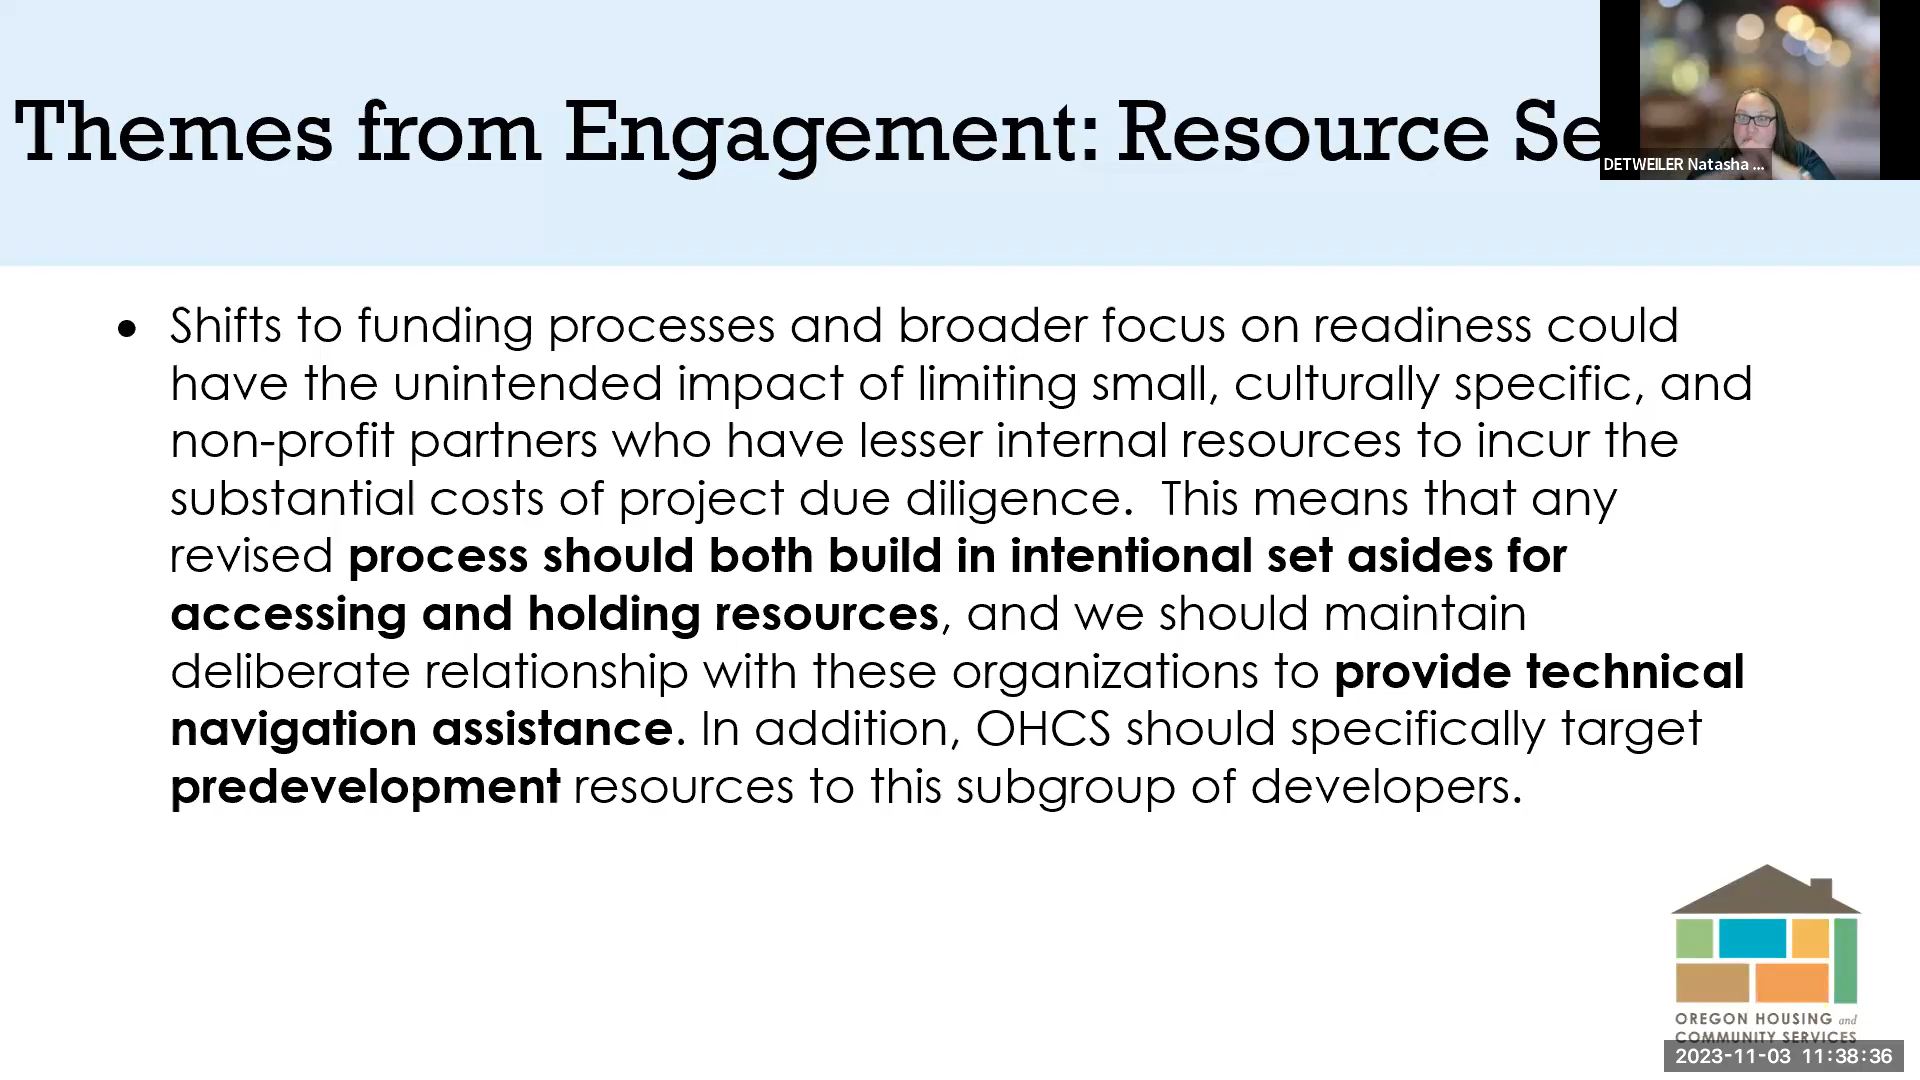 Themes from Engagement: Resource Se
DETWEILER Natasha ...
• Shifts to funding processes and broader focus on readiness could
have the unintended impact of limiting small, culturally specific, and
non-profit partners who have lesser internal resources to incur the
substantial costs of project due diligence.  This means that any
revised process should both build in intentional set asides for
accessing and holding resources, and we should maintain
deliberate relationship with these organizations to provide technical
navigation assistance. In addition, OHCS should specifically target
predevelopment resources to this subgroup of developers.
OREGON HOUSING and
COMMUNITY SERVICES
2023-11-03 11:38:36